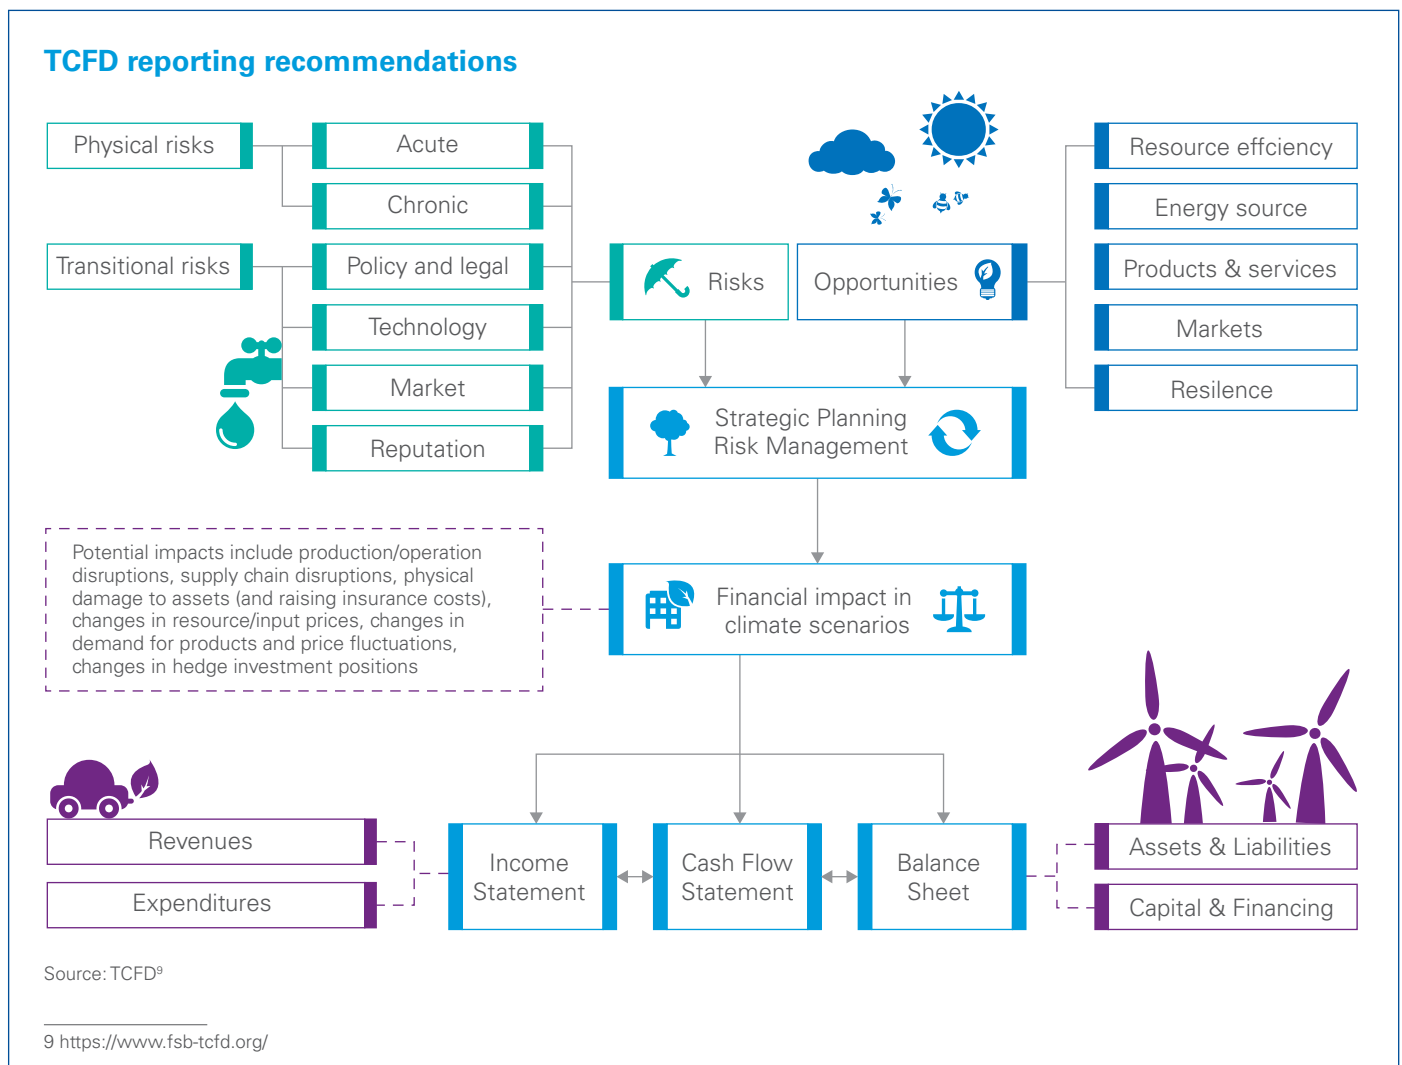 TCFD reporting recommendations
Physical risks
Acute
Chronic
Transitional risks
Policy and legal
Technology
Market
Reputation
Risks
Opportunities
Resource effciency
Energy source
Products & services
Markets
Resilence
Strategic Planning
Risk Management
Potential impacts include production/operation
disruptions, supply chain disruptions, physical
damage to assets (and raising insurance costs),
changes in resource/input prices, changes in
demand for products and price fluctuations,
changes in hedge investment positions
Financial impact in
climate scenarios
Revenues
Expenditures
Income
Statement
Cash Flow
Statement
Balance
Sheet
Assets & Liabilities
Capital & Financing
Source: TCFD⁹
9 https://www.fsb-tcfd.org/